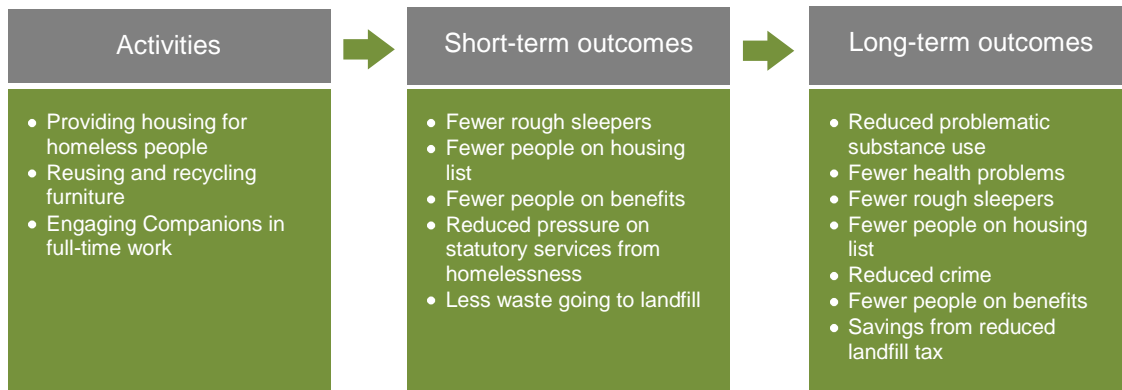 Activities
Providing housing for
homeless people
Reusing and recycling
furniture
Engaging Companions in
full-time work
Short-term outcomes
Fewer rough sleepers
Fewer people on housing
list
Fewer people on benefits
Reduced pressure on
statutory services from
homelessness
Less waste going to landfill
Long-term outcomes
Reduced problematic
substance use
Fewer health problems
Fewer rough sleepers
Fewer people on housing
list
Reduced crime
Fewer people on benefits
Savings from reduced
landfill tax